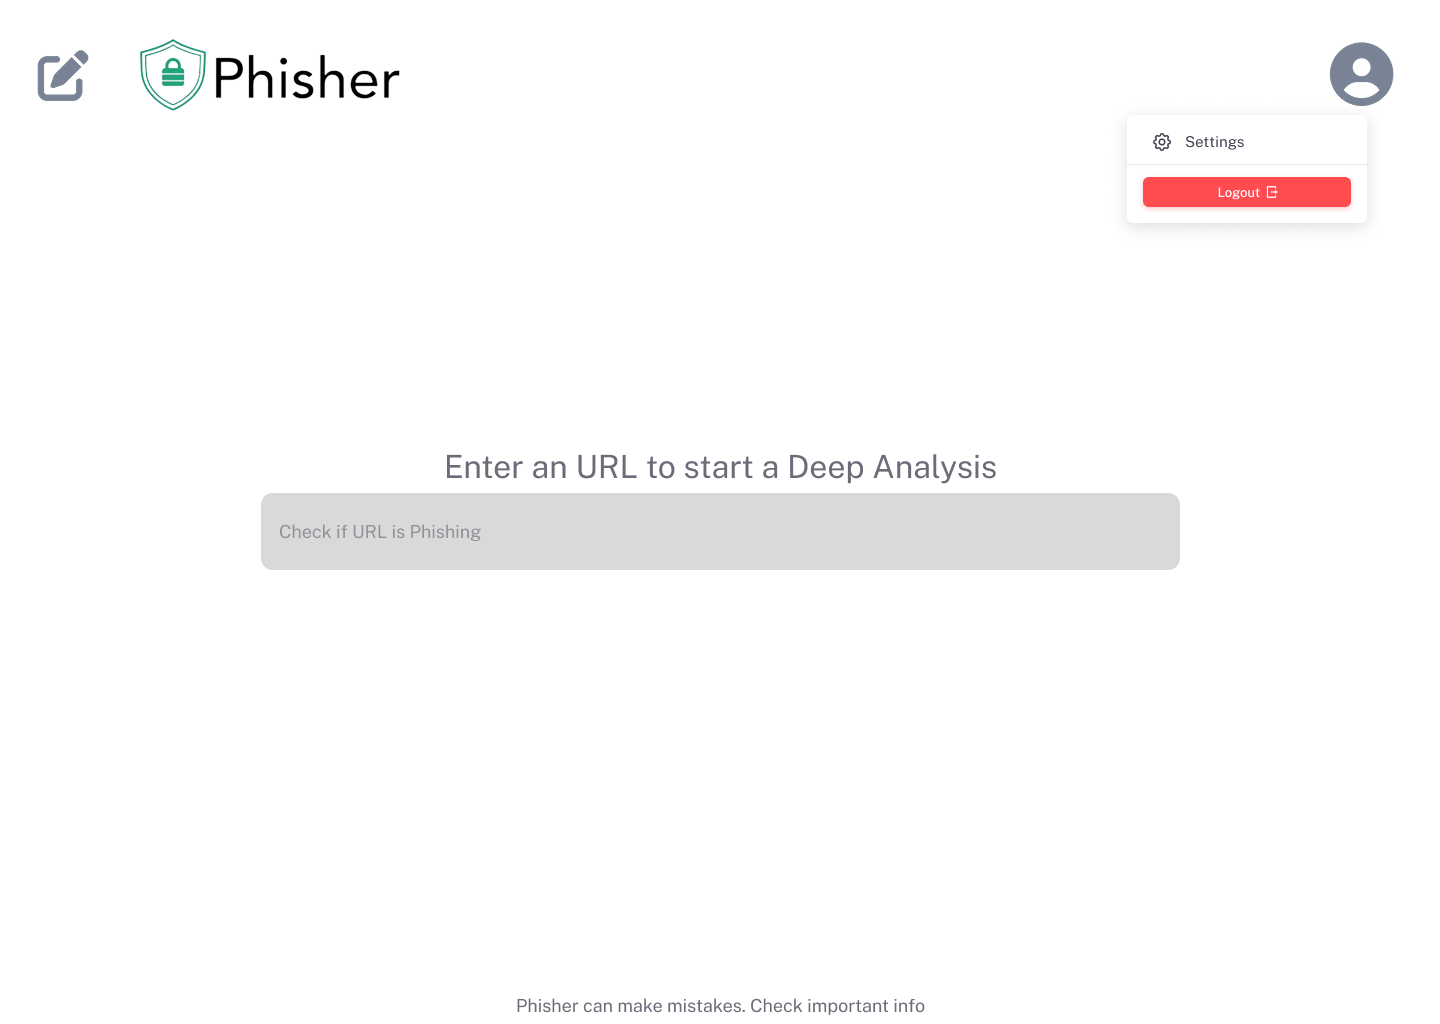 Phisher
Settings
Logout
Enter an URL to start a Deep Analysis
Check if URL is Phishing
Phisher can make mistakes. Check important info